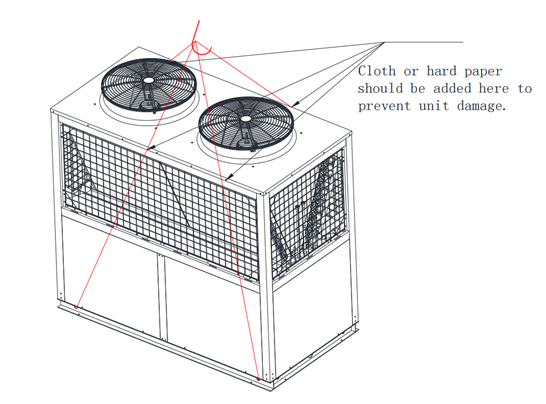 Cloth or hard paper
should be added here to
prevent unit damage.